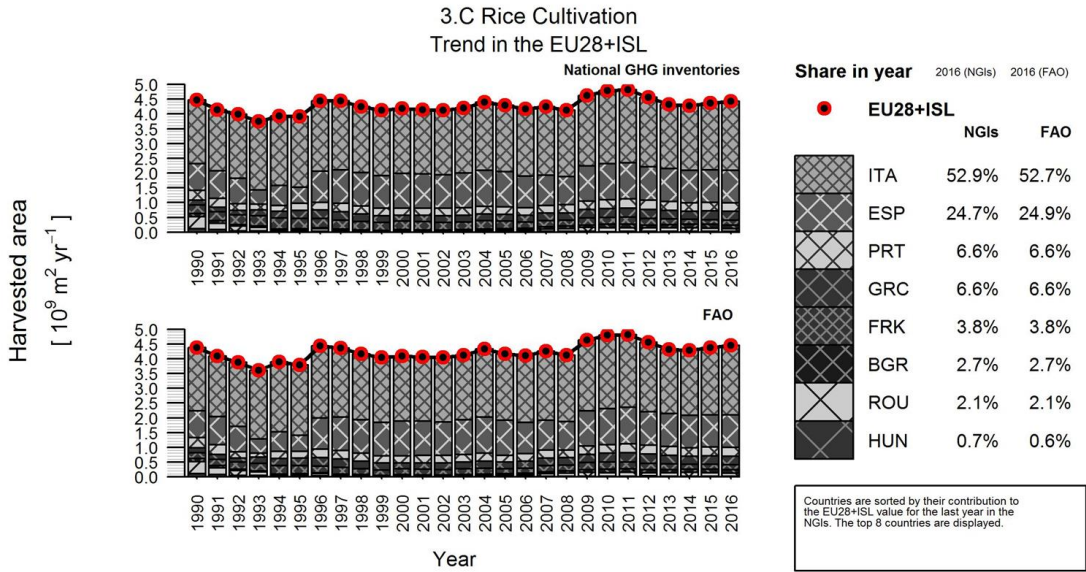 3.C Rice Cultivation
Trend in the EU28+ISL
National GHG inventories
5.0
4.5
4.0
3.5
3.0
2.5
2.0
1.5
1.0
0.5
0.0
1990 1991 1992 1993 1994 1995 1996 1997 1998 1999 2000 2001 2002 2003 2004 2005 2006 2007 2008 2009 2010 2011 2012 2013 2014 2015 2016
FAO
5.0
4.5
4.0
3.5
3.0
2.5
2.0
1.5
1.0
0.5
0.0
1990 1991 1992 1993 1994 1995 1996 1997 1998 1999 2000 2001 2002 2003 2004 2005 2006 2007 2008 2009 2010 2011 2012 2013 2014 2015 2016
Year
Harvested area
[ 10⁹ m² yr⁻¹ ]
Share in year 2016 (NGIs) 2016 (FAO)
EU28+ISL
NGIs FAO
ITA 52.9% 52.7%
ESP 24.7% 24.9%
PRT 6.6% 6.6%
GRC 6.6% 6.6%
FRK 3.8% 3.8%
BGR 2.7% 2.7%
ROU 2.1% 2.1%
HUN 0.7% 0.6%
Countries are sorted by their contribution to
the EU28+ISL value for the last year in the
NGIs. The top 8 countries are displayed.